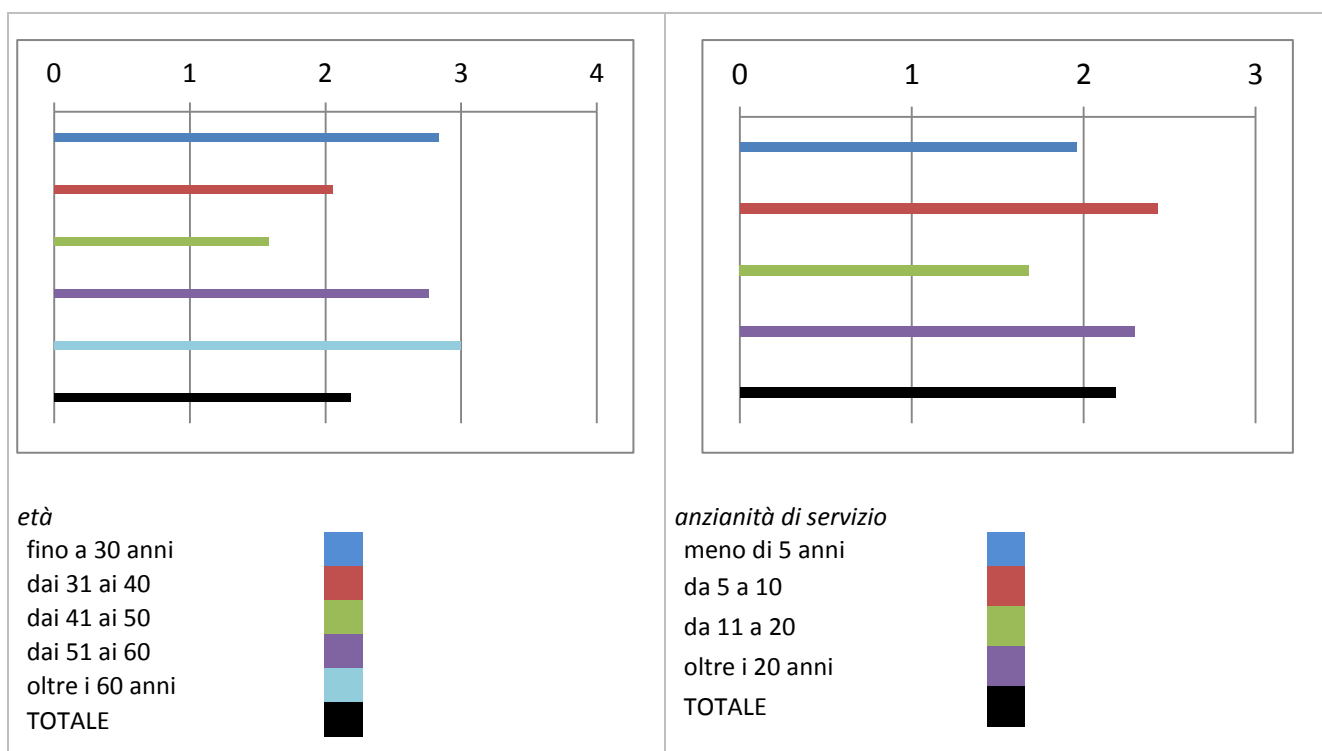 0 1 2 3 4
età
fino a 30 anni
dai 31 ai 40
dai 41 ai 50
dai 51 ai 60
oltre i 60 anni
TOTALE
0 1 2 3
anzianità di servizio
meno di 5 anni
da 5 a 10
da 11 a 20
oltre i 20 anni
TOTALE